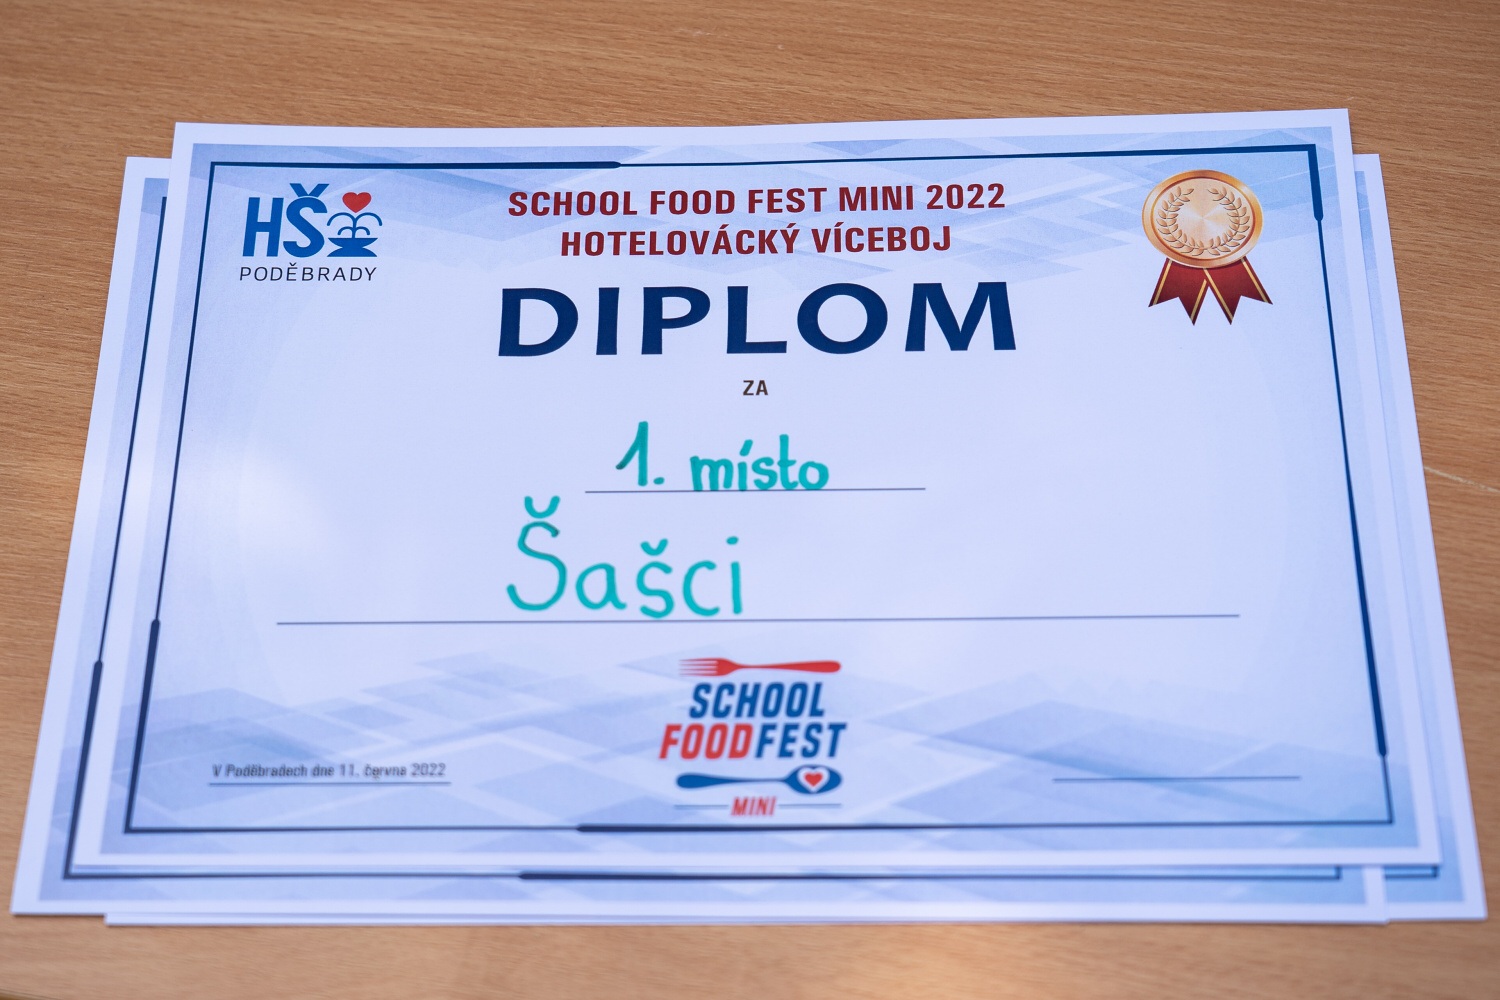 HŠ
PODĚBRADY
SCHOOL FOOD FEST MINI 2022
HOTELOVÁCKÝ VÍCEBOJ
DIPLOM
ZA
1. místo
Šašci
SCHOOL
FOODFEST
MINI
V Poděbradech dne 11. června 2022